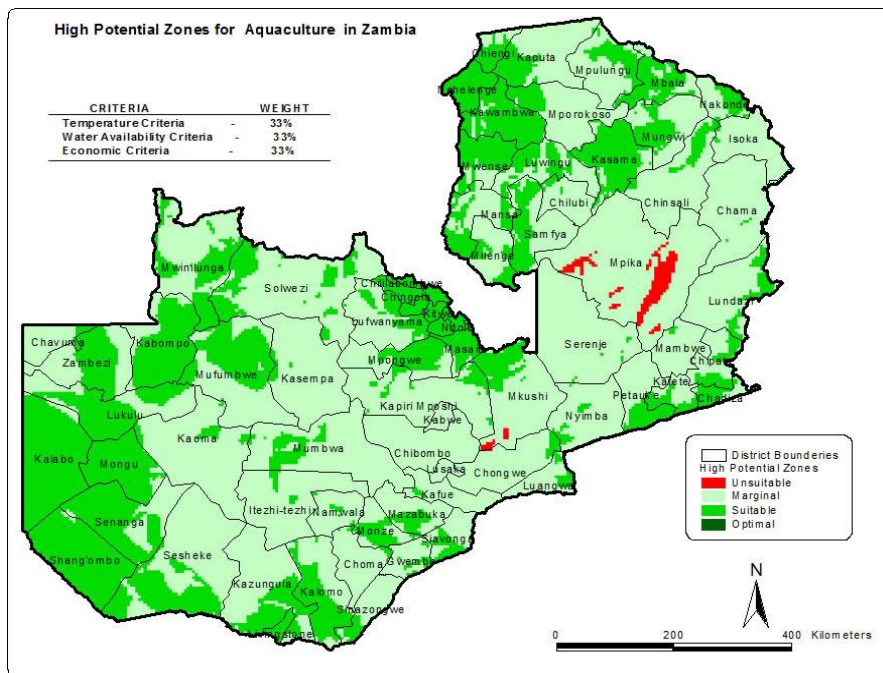 High Potential Zones for Aquaculture in Zambia
CRITERIA WEIGHT
Temperature Criteria - 33%
Water Availability Criteria - 33%
Economic Criteria - 33%
Chiengi
Kaputa
Mpulungu
Mbala
Nakonde
Kawambwa
Mporokoso
Mungwi
Isoka
Mwense
Luwingu
Kasama
Mansa
Chilubi
Chinsali
Chama
Samfya
Milenge
Mpika
Mwinilunga
Solwezi
Chililabombwe
Chingola
Kitwe
Lundazi
lufwanyama
Ndola
Chavuma
Zambezi
Kabompo
Mpongwe
Masaiti
Serenje
Mambwe
Mufumbwe
Kasempa
Katete
Mkushi
Petauke
Chadiza
Lukulu
Kapiri Mposhi
Kabwe
Nyimba
Kaoma
Mumbwa
Chibombo
Kalabo
Mongu
Lusaka
Chongwe
Luangwa
Kafue
Itezhi-tezhi
Namwala
Mazabuka
Senanga
Monze
Siavonga
Shang'ombo
Sesheke
Choma
Gwembe
Kazungula
Kalomo
Sinazongwe
Livingstone
District Bounderies
High Potential Zones
Unsuitable
Marginal
Suitable
Optimal
N
0 200 400 Kilometers